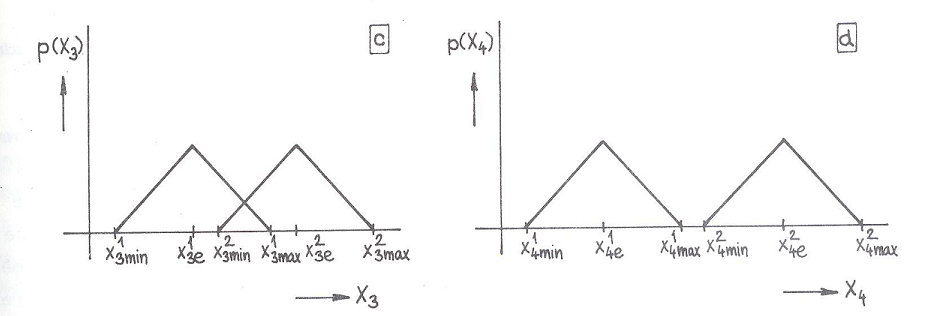 p(X₃)
c
X¹₃min X¹₃e X²₃min X¹₃max X²₃e X²₃max
X₃
p(X₄)
d
X¹₄min X¹₄e X¹₄max X²₄min X²₄e X²₄max
X₄